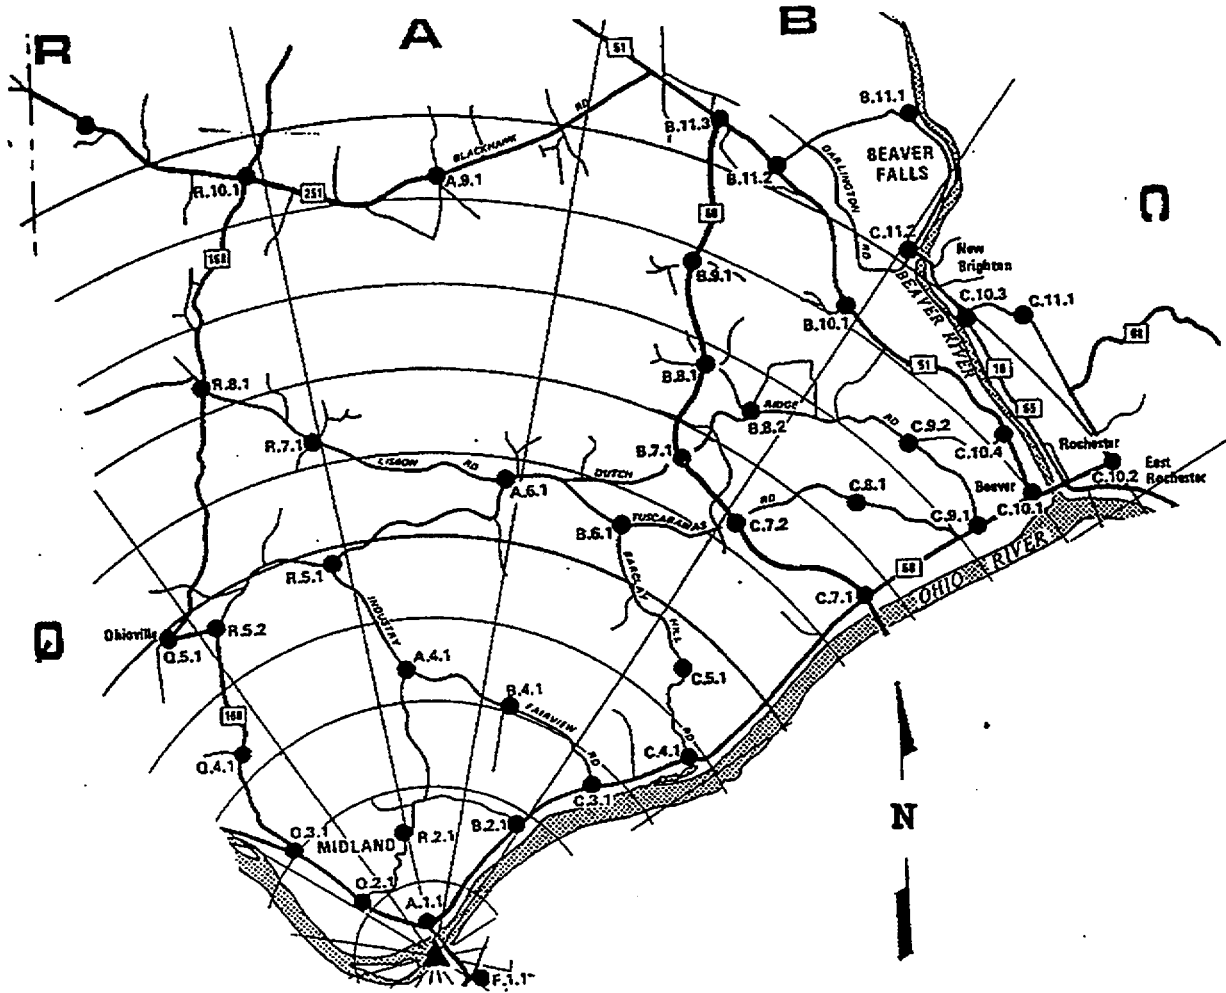 R
A
B
51
B.11.1
B.11.3
RD
BLACKHAWK
BEAVER
FALLS
DARLINGTON
RD
B.11.2
R.10.1
251
A.9.1
68
C.11.2
New
Brighton
168
B.9.1
BEAVER RIVER
C.10.3
C.11.1
B.10.1
68
51
18
B.8.1
R.8.1
65
B.8.2
RIDGE
RD
C.9.2
R.7.1
C.10.4
Rochester
LISBON
RD
B.7.1
DUTCH
C.10.2
East
Rochester
A.6.1
C.8.1
Beaver
C.10.1
RD
B.6.1
TUSCARAWAS
C.7.2
C.9.1
BARCLAY
HILL
RD
68
OHIO RIVER
R.5.1
C.7.1
INDUSTRY
Ohioville
R.5.2
Q.5.1
Q
A.4.1
C.5.1
B.4.1
FAIRVIEW
RD
168
C.4.1
Q.4.1
C.3.1
N
Q.3.1
MIDLAND
R.2.1
B.2.1
Q.2.1
A.1.1
F.1.1